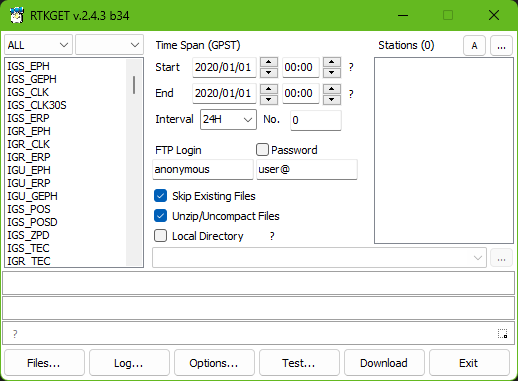 RTKGET v.2.4.3 b34
ALL
Time Span (GPST)
Stations (0)
A
...
IGS_EPH
IGS_GEPH
IGS_CLK
IGS_CLK30S
IGS_ERP
IGR_EPH
IGR_CLK
IGR_ERP
IGU_EPH
IGU_ERP
IGU_GEPH
IGS_POS
IGS_POSD
IGS_ZPD
IGS_TEC
IGR_TEC
Start 2020/01/01 00:00 ?
End 2020/01/01 00:00 ?
Interval 24H No. 0
FTP Login Password
anonymous user@
Skip Existing Files
Unzip/Uncompact Files
Local Directory ?
...
?
Files... Log... Options... Test... Download Exit